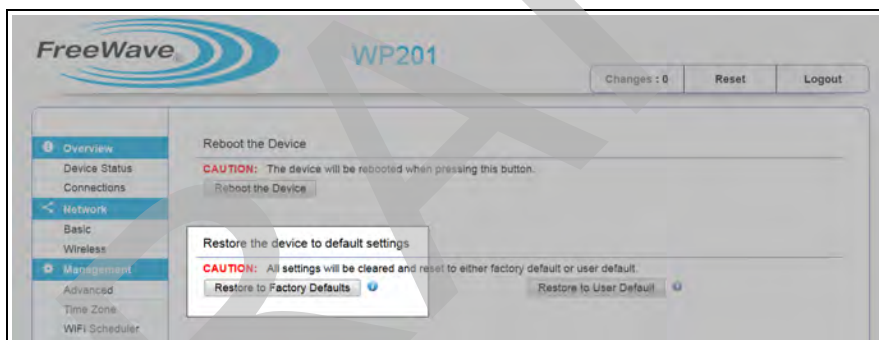 FreeWave®
WP201
Changes : 0
Reset
Logout
Overview
Device Status
Connections
Network
Basic
Wireless
Management
Advanced
Time Zone
WiFi Scheduler
Reboot the Device
CAUTION: The device will be rebooted when pressing this button.
Reboot the Device
Restore the device to default settings
CAUTION: All settings will be cleared and reset to either factory default or user default.
Restore to Factory Defaults
Restore to User Default